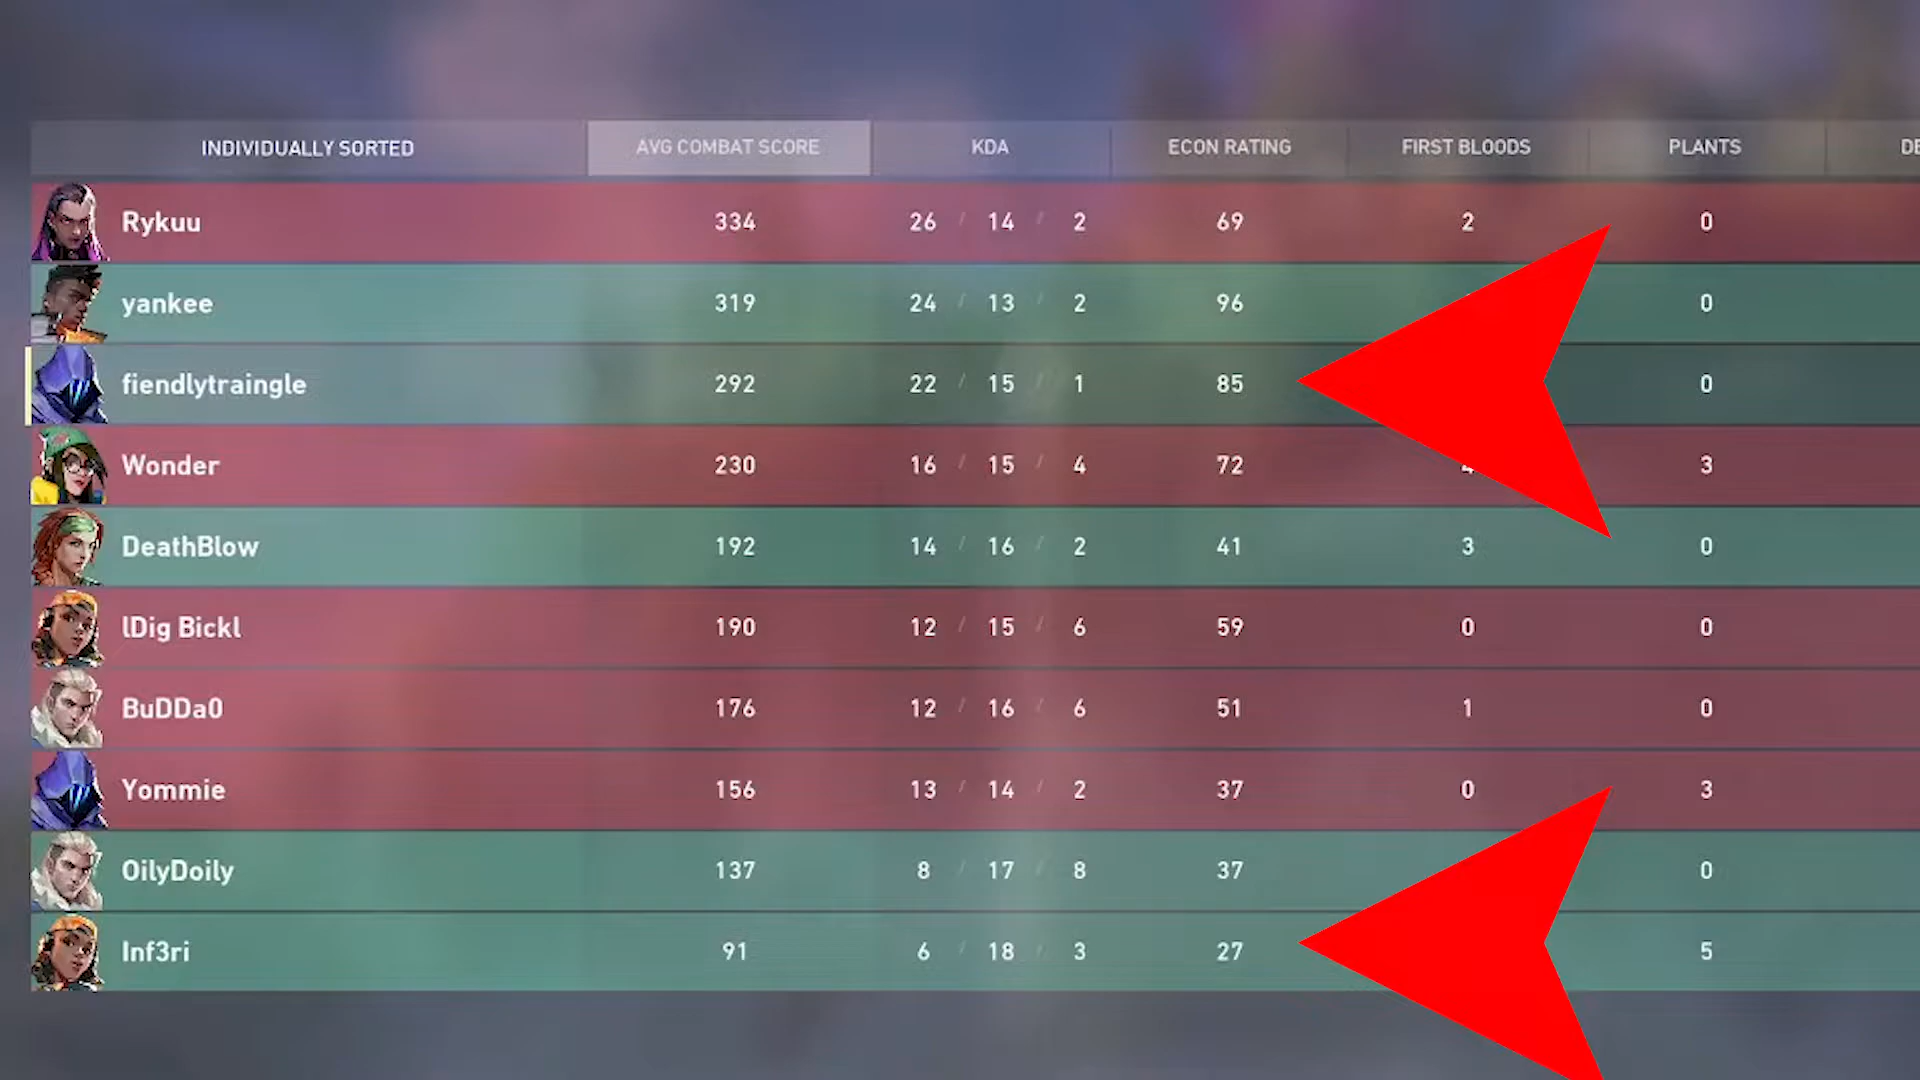 INDIVIDUALLY SORTED AVG COMBAT SCORE KDA ECON RATING FIRST BLOODS PLANTS DE
Rykuu 334 26 / 14 / 2 69 2 0
yankee 319 24 / 13 / 2 96 0
fiendlytraingle 292 22 / 15 / 1 85 0
Wonder 230 16 / 15 / 4 72 4 3
DeathBlow 192 14 / 16 / 2 41 3 0
lDig Bickl 190 12 / 15 / 6 59 0 0
BuDDa0 176 12 / 16 / 6 51 1 0
Yommie 156 13 / 14 / 2 37 0 3
OilyDoily 137 8 / 17 / 8 37 0
Inf3ri 91 6 / 18 / 3 27 5